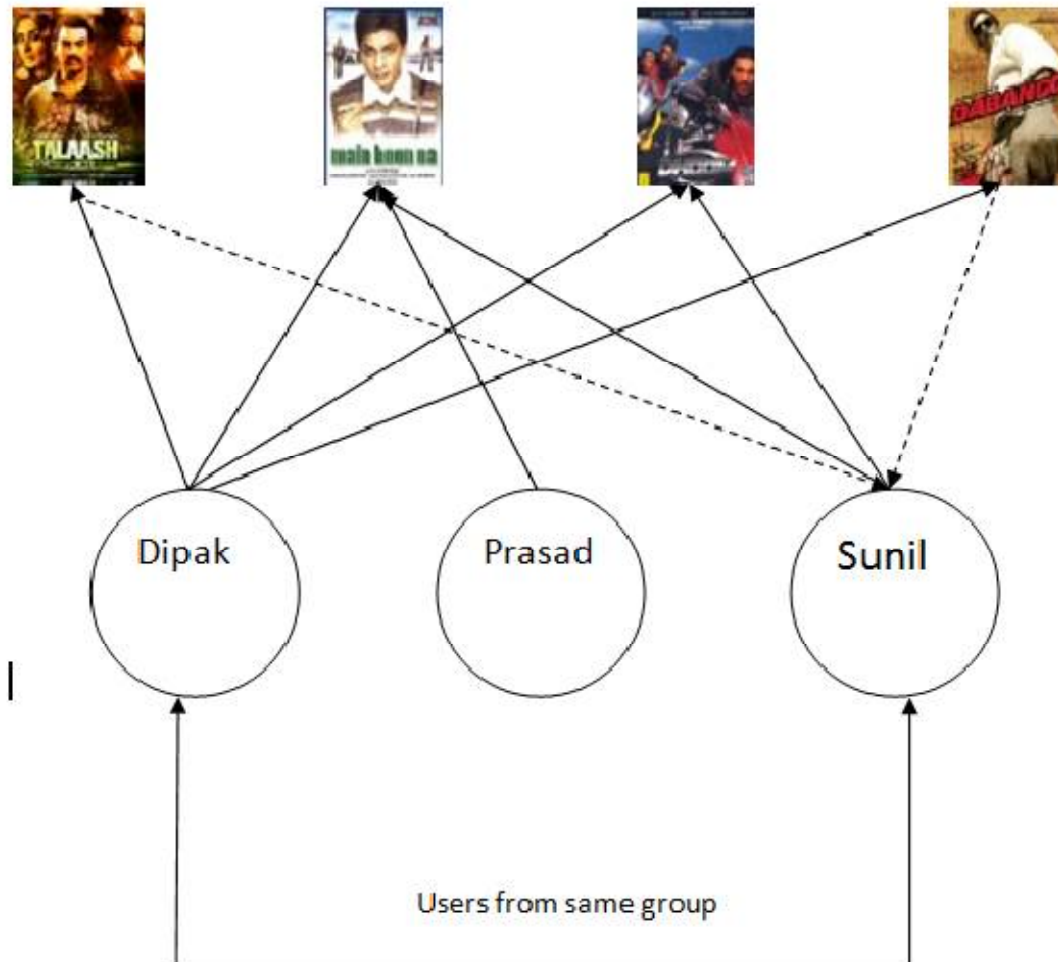 TALAASH
main hoon na
DABANGG
Dipak
Prasad
Sunil
Users from same group